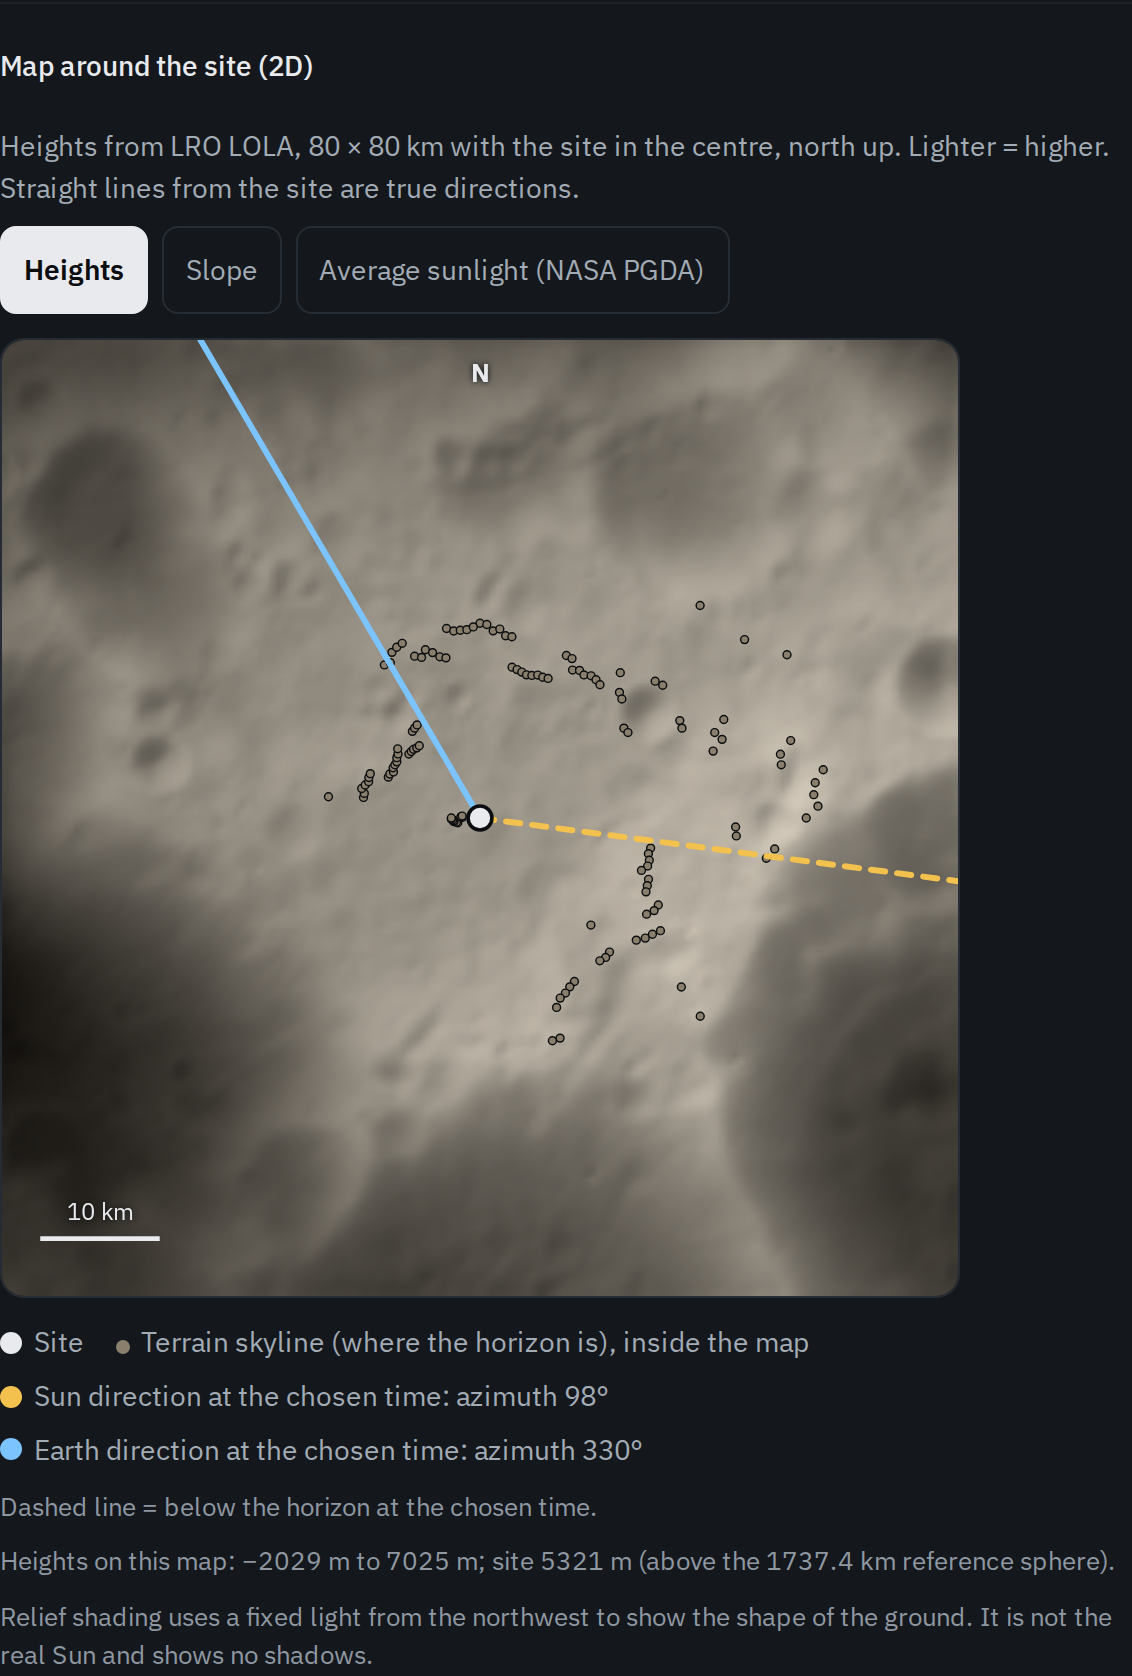 Map around the site (2D)
Heights from LRO LOLA, 80 × 80 km with the site in the centre, north up. Lighter = higher.
Straight lines from the site are true directions.
Heights
Slope
Average sunlight (NASA PGDA)
N
10 km
Site
Terrain skyline (where the horizon is), inside the map
Sun direction at the chosen time: azimuth 98°
Earth direction at the chosen time: azimuth 330°
Dashed line = below the horizon at the chosen time.
Heights on this map: −2029 m to 7025 m; site 5321 m (above the 1737.4 km reference sphere).
Relief shading uses a fixed light from the northwest to show the shape of the ground. It is not the
real Sun and shows no shadows.